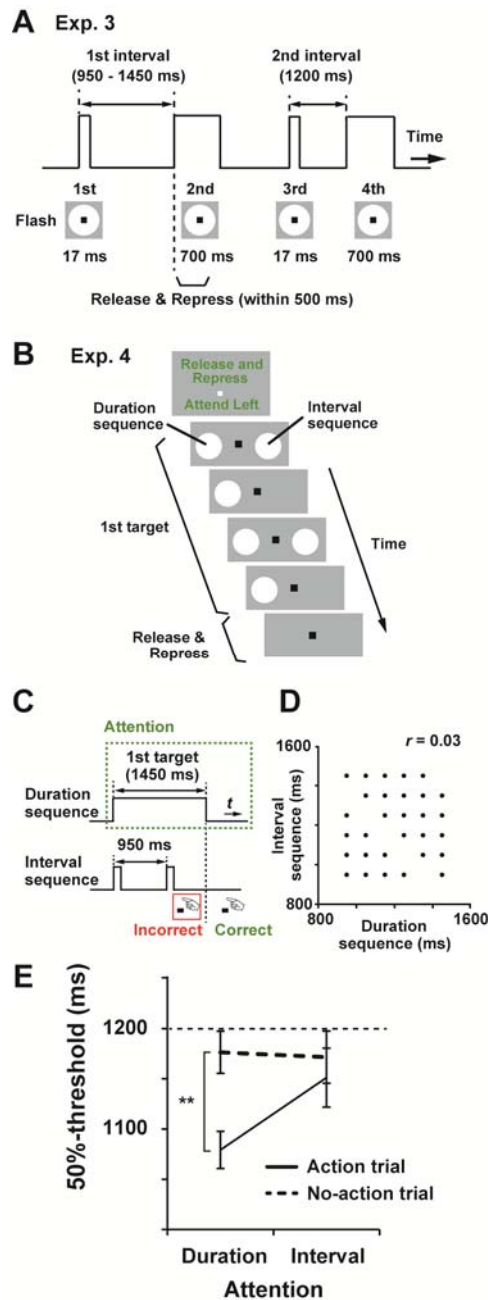 A Exp. 3
1st interval
(950 - 1450 ms)
2nd interval
(1200 ms)
Time
1st 2nd 3rd 4th
Flash
17 ms 700 ms 17 ms 700 ms
Release & Repress (within 500 ms)
B Exp. 4
Release and
Repress
Attend Left
Duration
sequence
Interval
sequence
1st target
Time
Release &
Repress
C
Attention
1st target
(1450 ms)
Duration
sequence
t
Interval
sequence
950 ms
Incorrect Correct
D
r = 0.03
1600
Interval
sequence (ms)
800
800 1600
Duration
sequence (ms)
E
50%-threshold (ms)
1200
1100
**
Action trial
No-action trial
Duration Interval
Attention